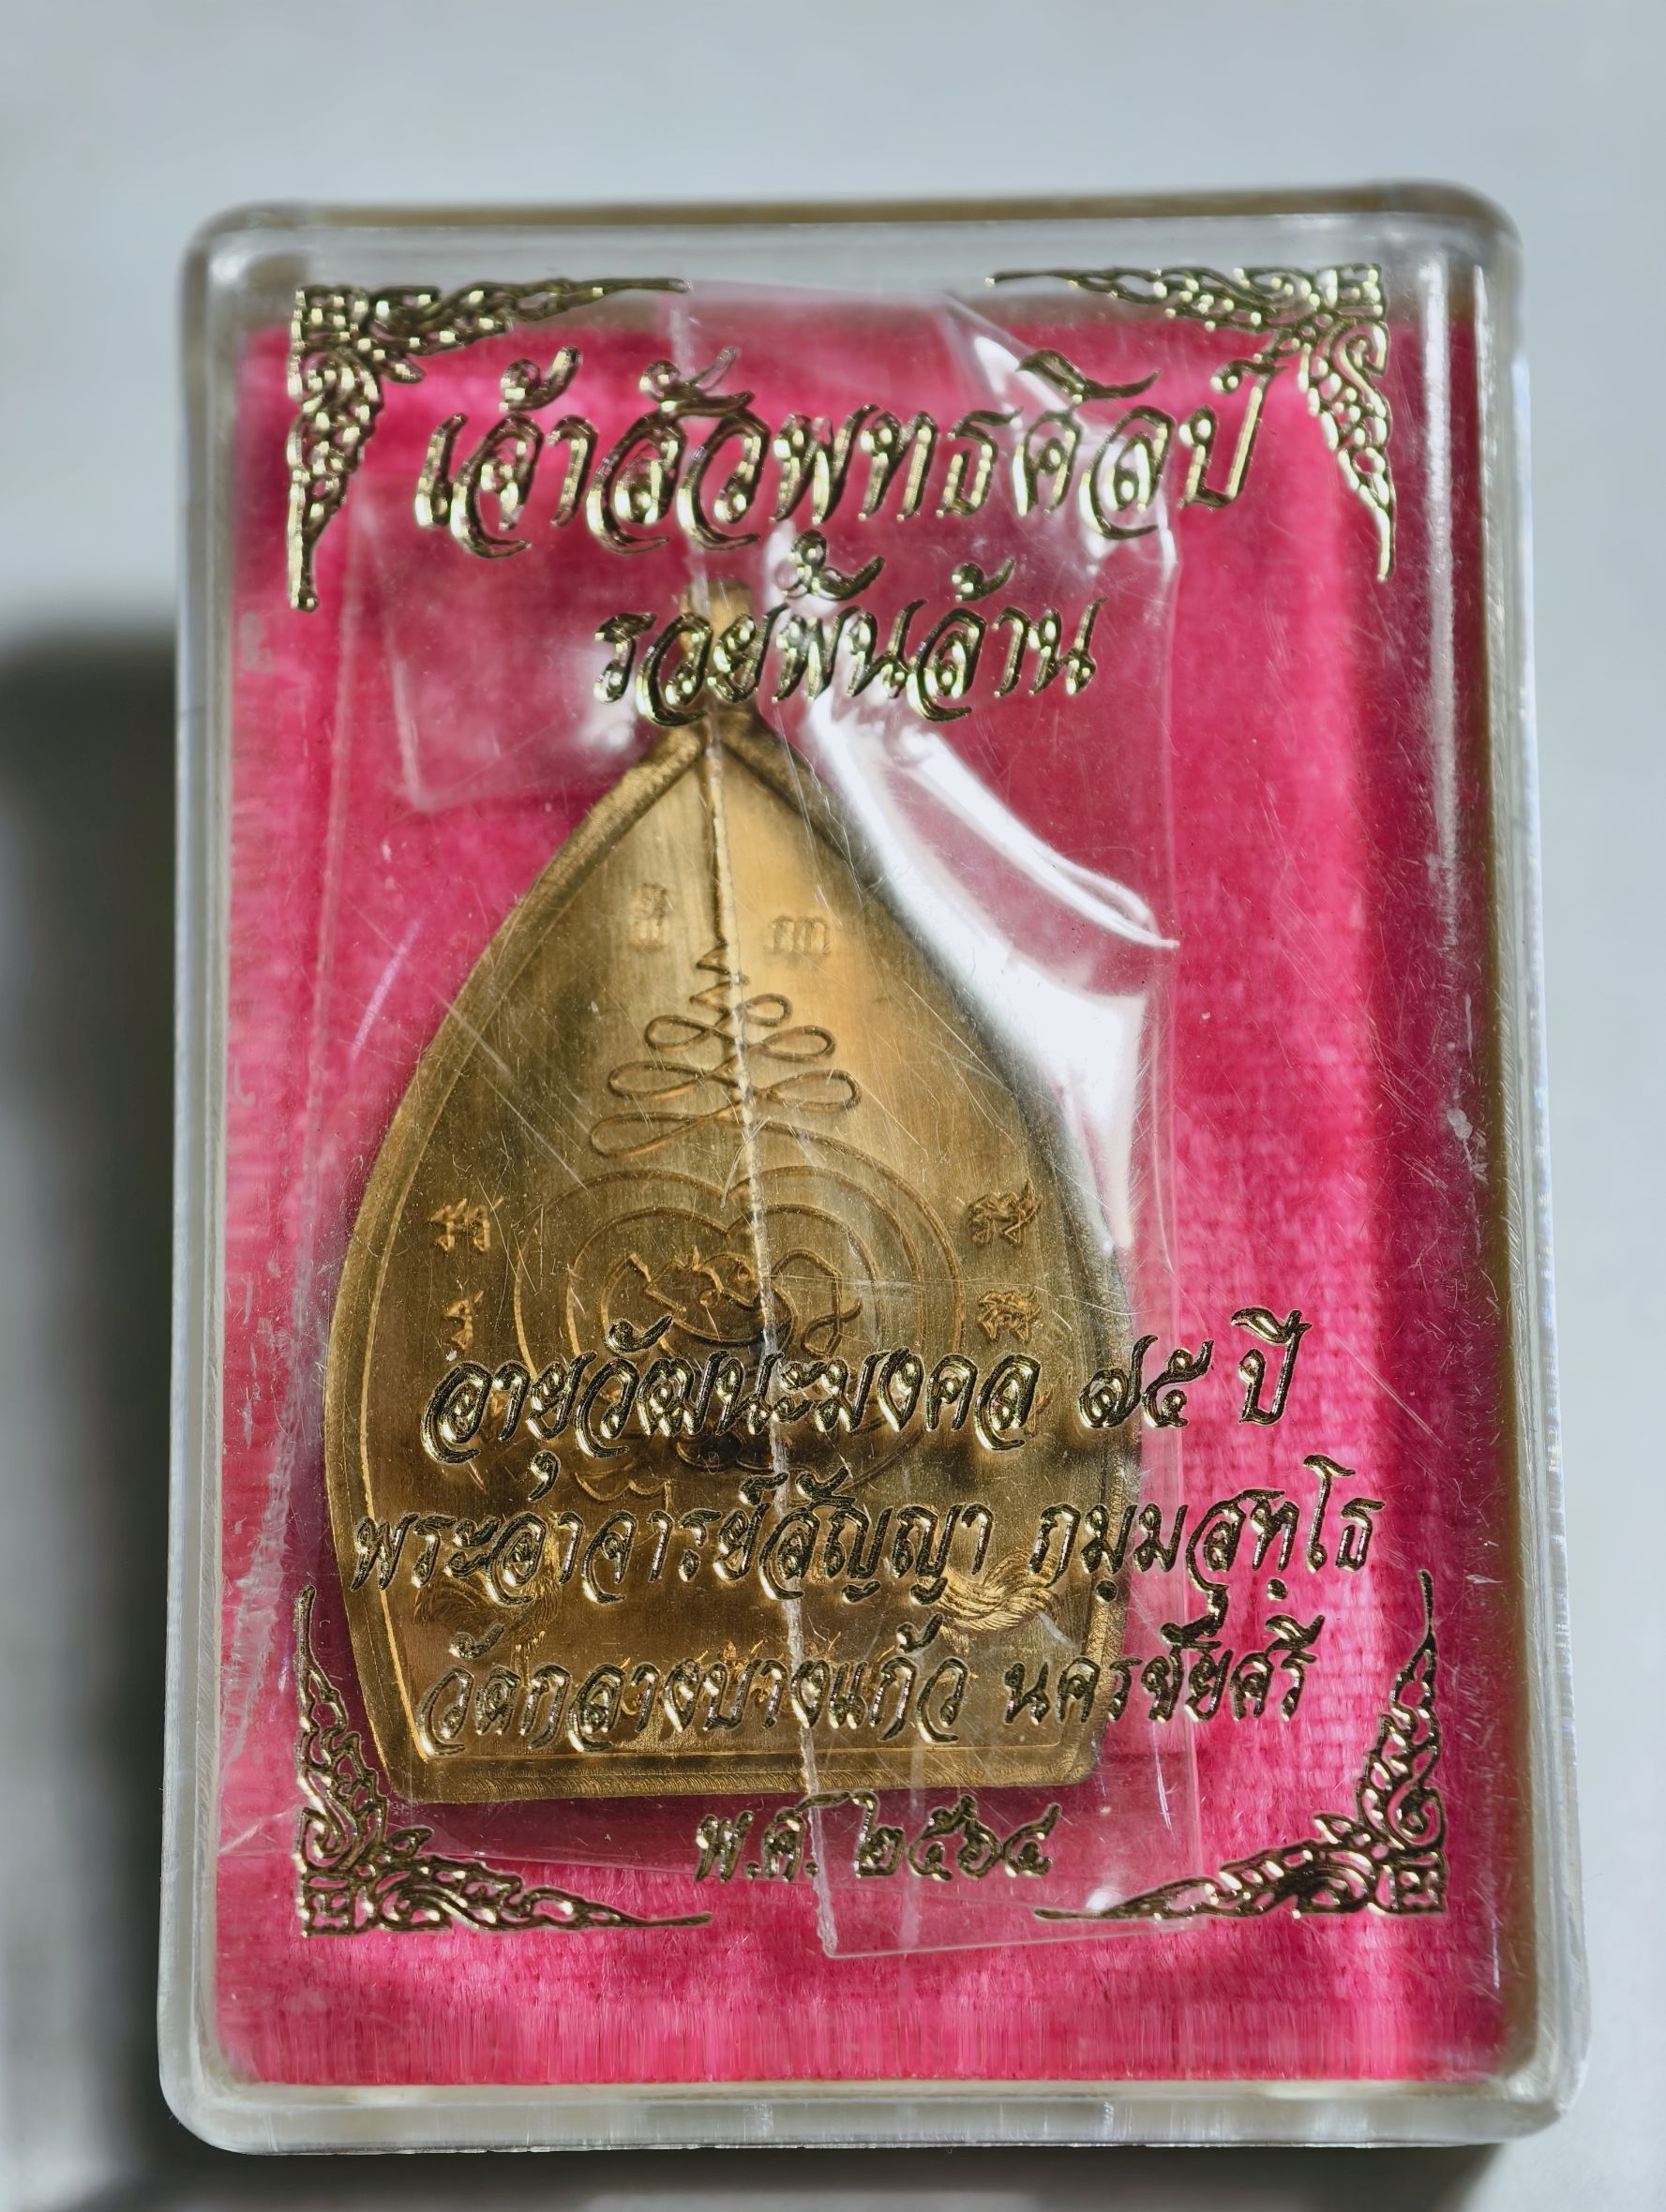 เจ้าสัวพุทธศิลป์
รวยพันล้าน
อายุวัฒนะมงคล ๗๕ ปี
พระอาจารย์สัญญา กมฺมสุทฺโธ
วัดกลางบางแก้ว นครชัยศรี
พ.ศ. ๒๕๖๔